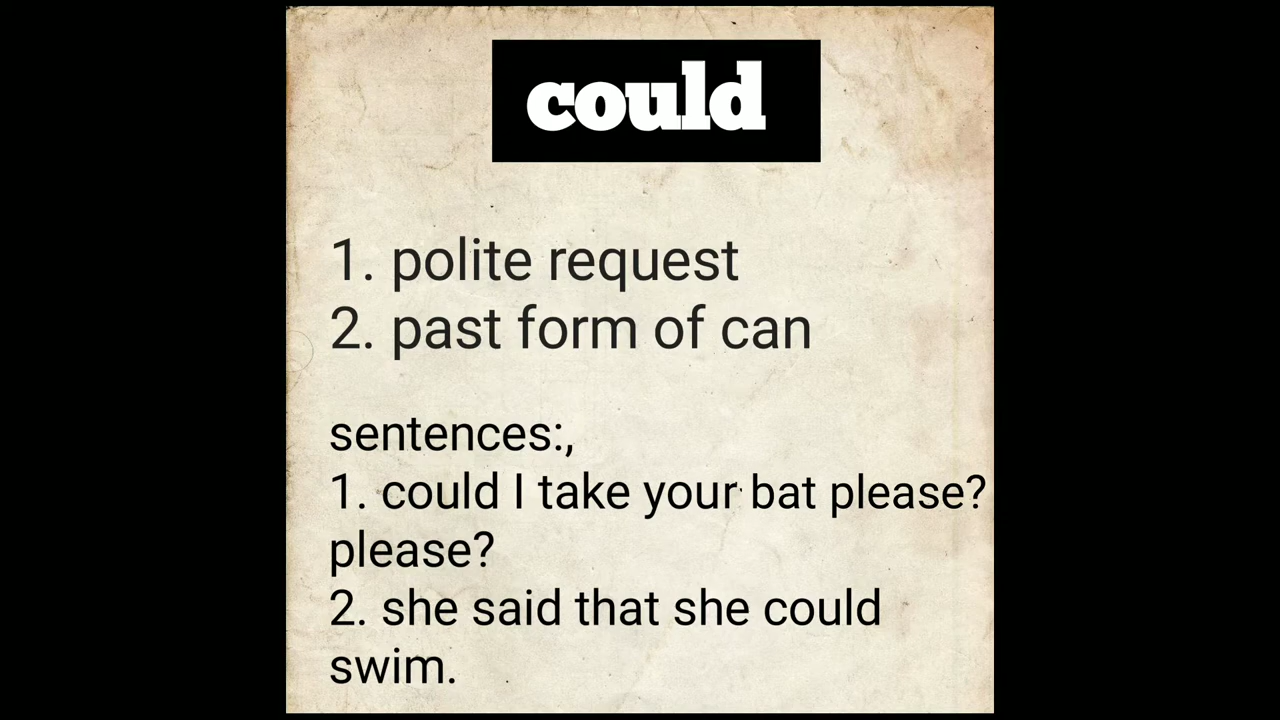 could
1. polite request
2. past form of can
sentences:,
1. could I take your bat please?
please?
2. she said that she could
swim.